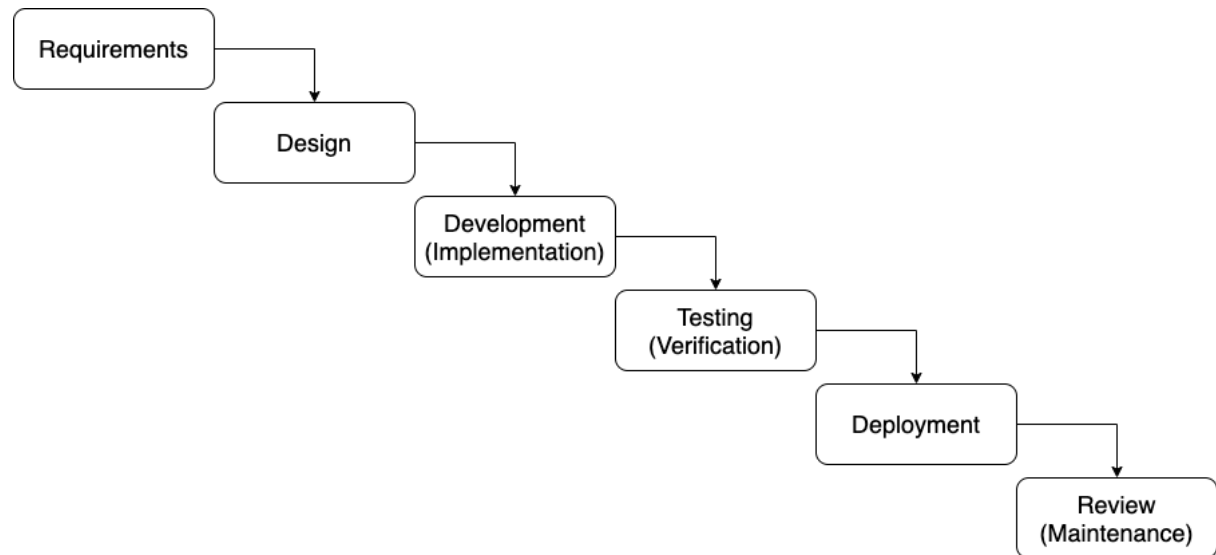 Requirements
Design
Development
(Implementation)
Testing
(Verification)
Deployment
Review
(Maintenance)